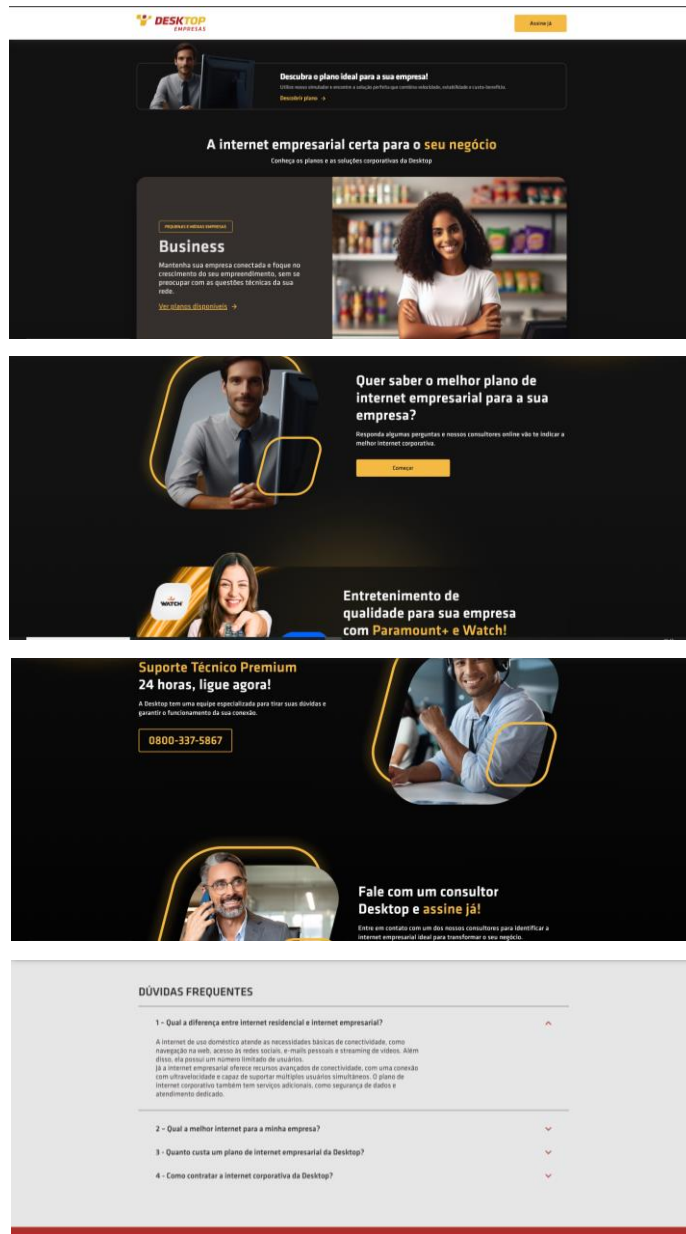 DESKTOP
EMPRESAS
Assine já
Descubra o plano ideal para a sua empresa!
Utilize nosso simulador e encontre a solução perfeita que combina velocidade, estabilidade e custo-benefício.
Descobrir plano →
A internet empresarial certa para o seu negócio
Conheça os planos e as soluções corporativas da Desktop
PEQUENAS E MÉDIAS EMPRESAS
Business
Mantenha sua empresa conectada e foque no
crescimento do seu empreendimento, sem se
preocupar com as questões técnicas da sua
rede.
Ver planos disponíveis →
Quer saber o melhor plano de
internet empresarial para a sua
empresa?
Responda algumas perguntas e nossos consultores online vão te indicar a
melhor internet corporativa.
Começar
WATCH
Entretenimento de
qualidade para sua empresa
com Paramount+ e Watch!
Suporte Técnico Premium
24 horas, ligue agora!
A Desktop tem uma equipe especializada para tirar suas dúvidas e
garantir o funcionamento da sua conexão.
0800-337-5867
Fale com um consultor
Desktop e assine já!
Entre em contato com um dos nossos consultores para identificar a
internet empresarial ideal para transformar o seu negócio.
DÚVIDAS FREQUENTES
1 - Qual a diferença entre internet residencial e internet empresarial?
A internet de uso doméstico atende as necessidades básicas de conectividade, como
navegação na web, acesso às redes sociais, e-mails pessoais e streaming de vídeos. Além
disso, ela possui um número limitado de usuários.
Já a internet empresarial oferece recursos avançados de conectividade, com uma conexão
com ultravelocidade e capaz de suportar múltiplos usuários simultâneos. O plano de
internet corporativo também tem serviços adicionais, como segurança de dados e
atendimento dedicado.
2 - Qual a melhor internet para a minha empresa?
3 - Quanto custa um plano de internet empresarial da Desktop?
4 - Como contratar a internet corporativa da Desktop?